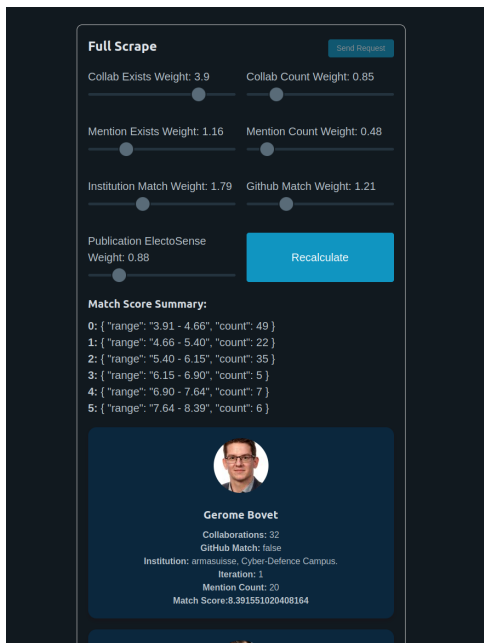 Full Scrape
Send Request
Collab Exists Weight: 3.9
Collab Count Weight: 0.85
Mention Exists Weight: 1.16
Mention Count Weight: 0.48
Institution Match Weight: 1.79
Github Match Weight: 1.21
Publication ElectoSense
Weight: 0.88
Recalculate
Match Score Summary:
0: { "range": "3.91 - 4.66", "count": 49 }
1: { "range": "4.66 - 5.40", "count": 22 }
2: { "range": "5.40 - 6.15", "count": 35 }
3: { "range": "6.15 - 6.90", "count": 5 }
4: { "range": "6.90 - 7.64", "count": 7 }
5: { "range": "7.64 - 8.39", "count": 6 }
Gerome Bovet
Collaborations: 32
GitHub Match: false
Institution: armasuisse, Cyber-Defence Campus.
Iteration: 1
Mention Count: 20
Match Score:8.391551020408164